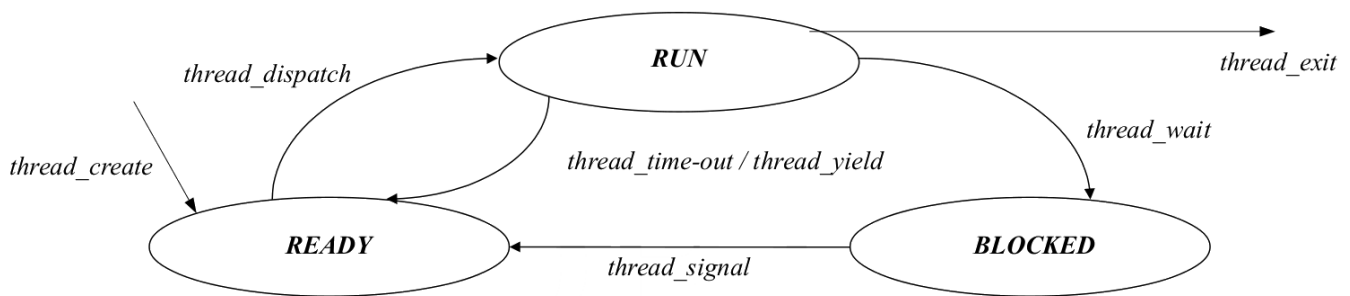 RUN
thread_exit
thread_dispatch
thread_wait
thread_create
thread_time-out / thread_yield
READY
BLOCKED
thread_signal